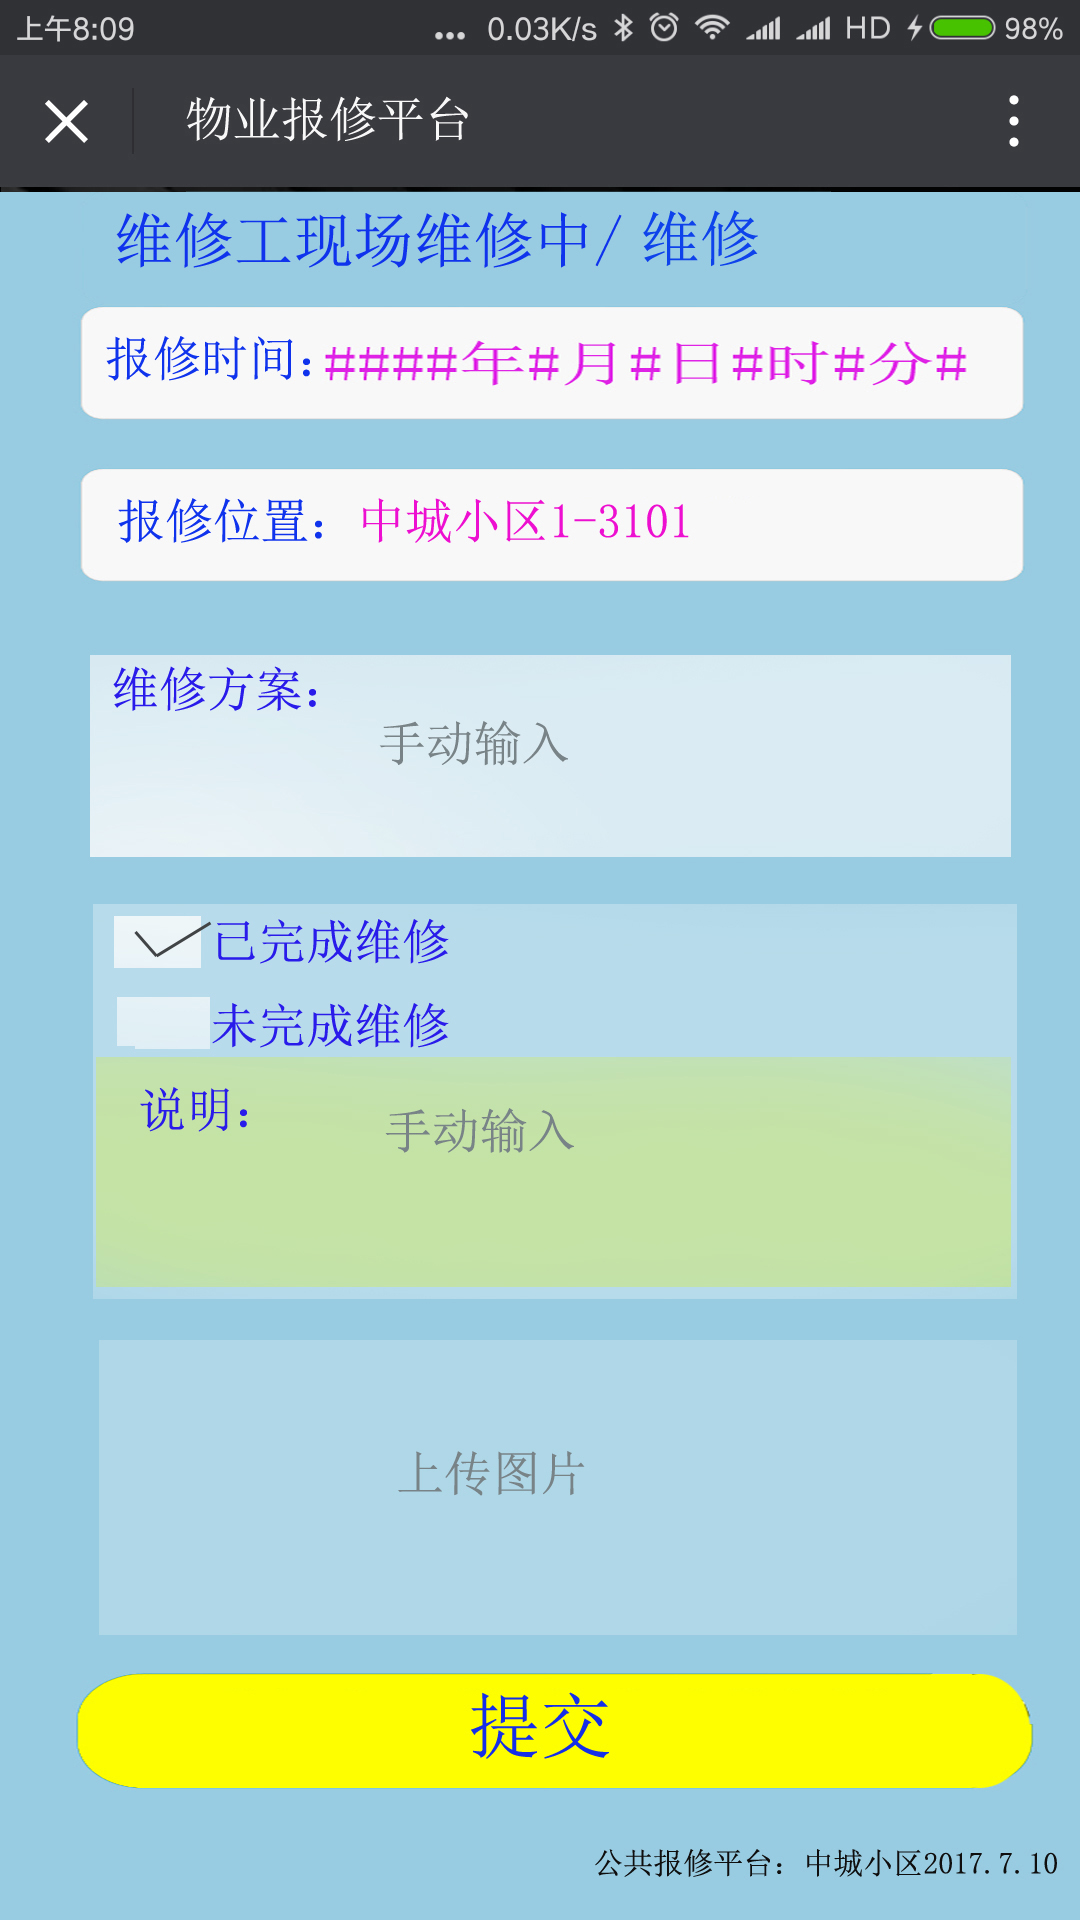 上午8:09 ... 0.03K/s HD 98%
物业报修平台
维修工现场维修中/ 维修
报修时间：####年#月#日#时#分#
报修位置：中城小区1-3101
维修方案：
手动输入
已完成维修
未完成维修
说明：
手动输入
上传图片
提交
公共报修平台：中城小区2017.7.10